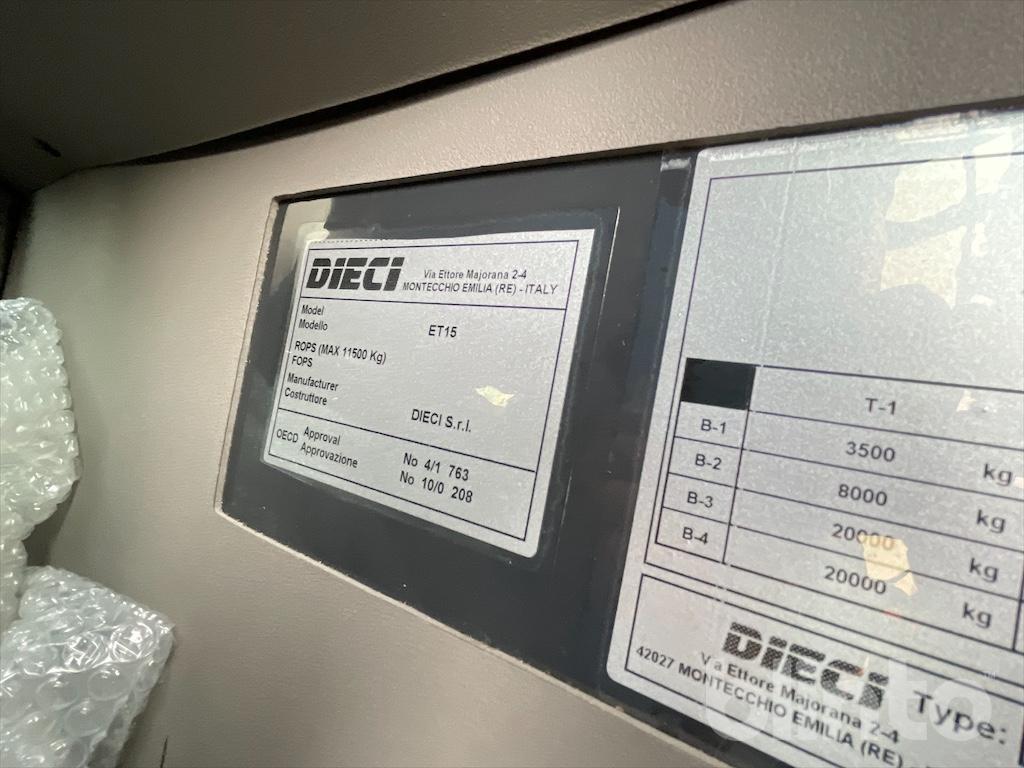 DIECI
Via Ettore Majorana 2-4
MONTECCHIO EMILIA (RE) - ITALY
Model
Modello
ET15
ROPS (MAX 11500 Kg)
FOPS
Manufacturer
Costruttore
DIECI S.r.l.
OECD
Approval
Approvazione
No 4/1 763
No 10/0 208
T-1 -
B-1 3500 kg
B-2 8000 kg
B-3 20000 kg
B-4 20000 kg
DIECI
Via Ettore Majorana 2-4
42027 MONTECCHIO EMILIA (RE) -
Type: